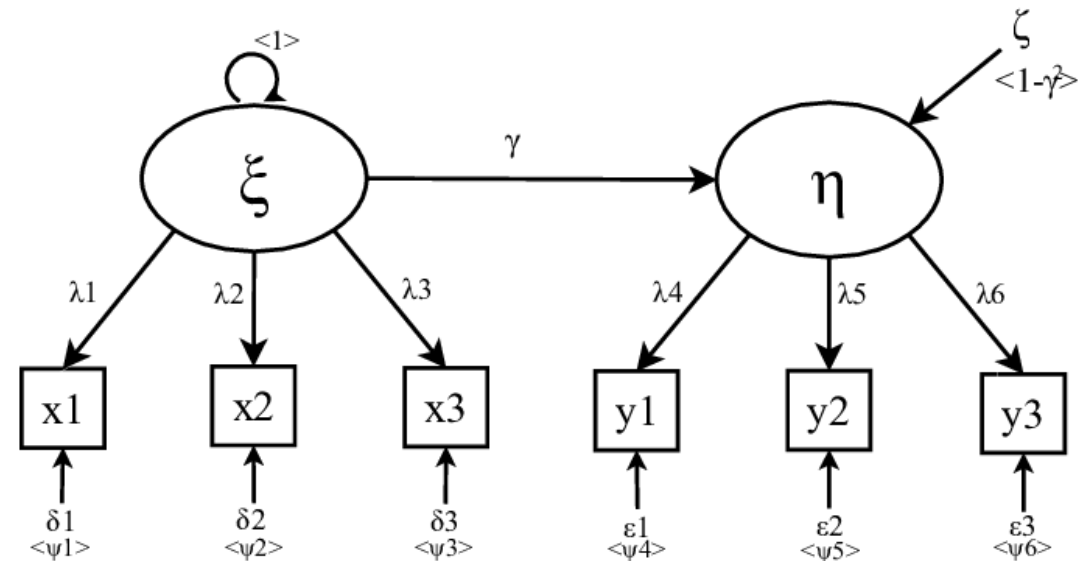 <1>
ζ
<1-γ²>
γ
ξ
η
λ1
λ2
λ3
λ4
λ5
λ6
x1
x2
x3
y1
y2
y3
δ1
δ2
δ3
ε1
ε2
ε3
<ψ1>
<ψ2>
<ψ3>
<ψ4>
<ψ5>
<ψ6>